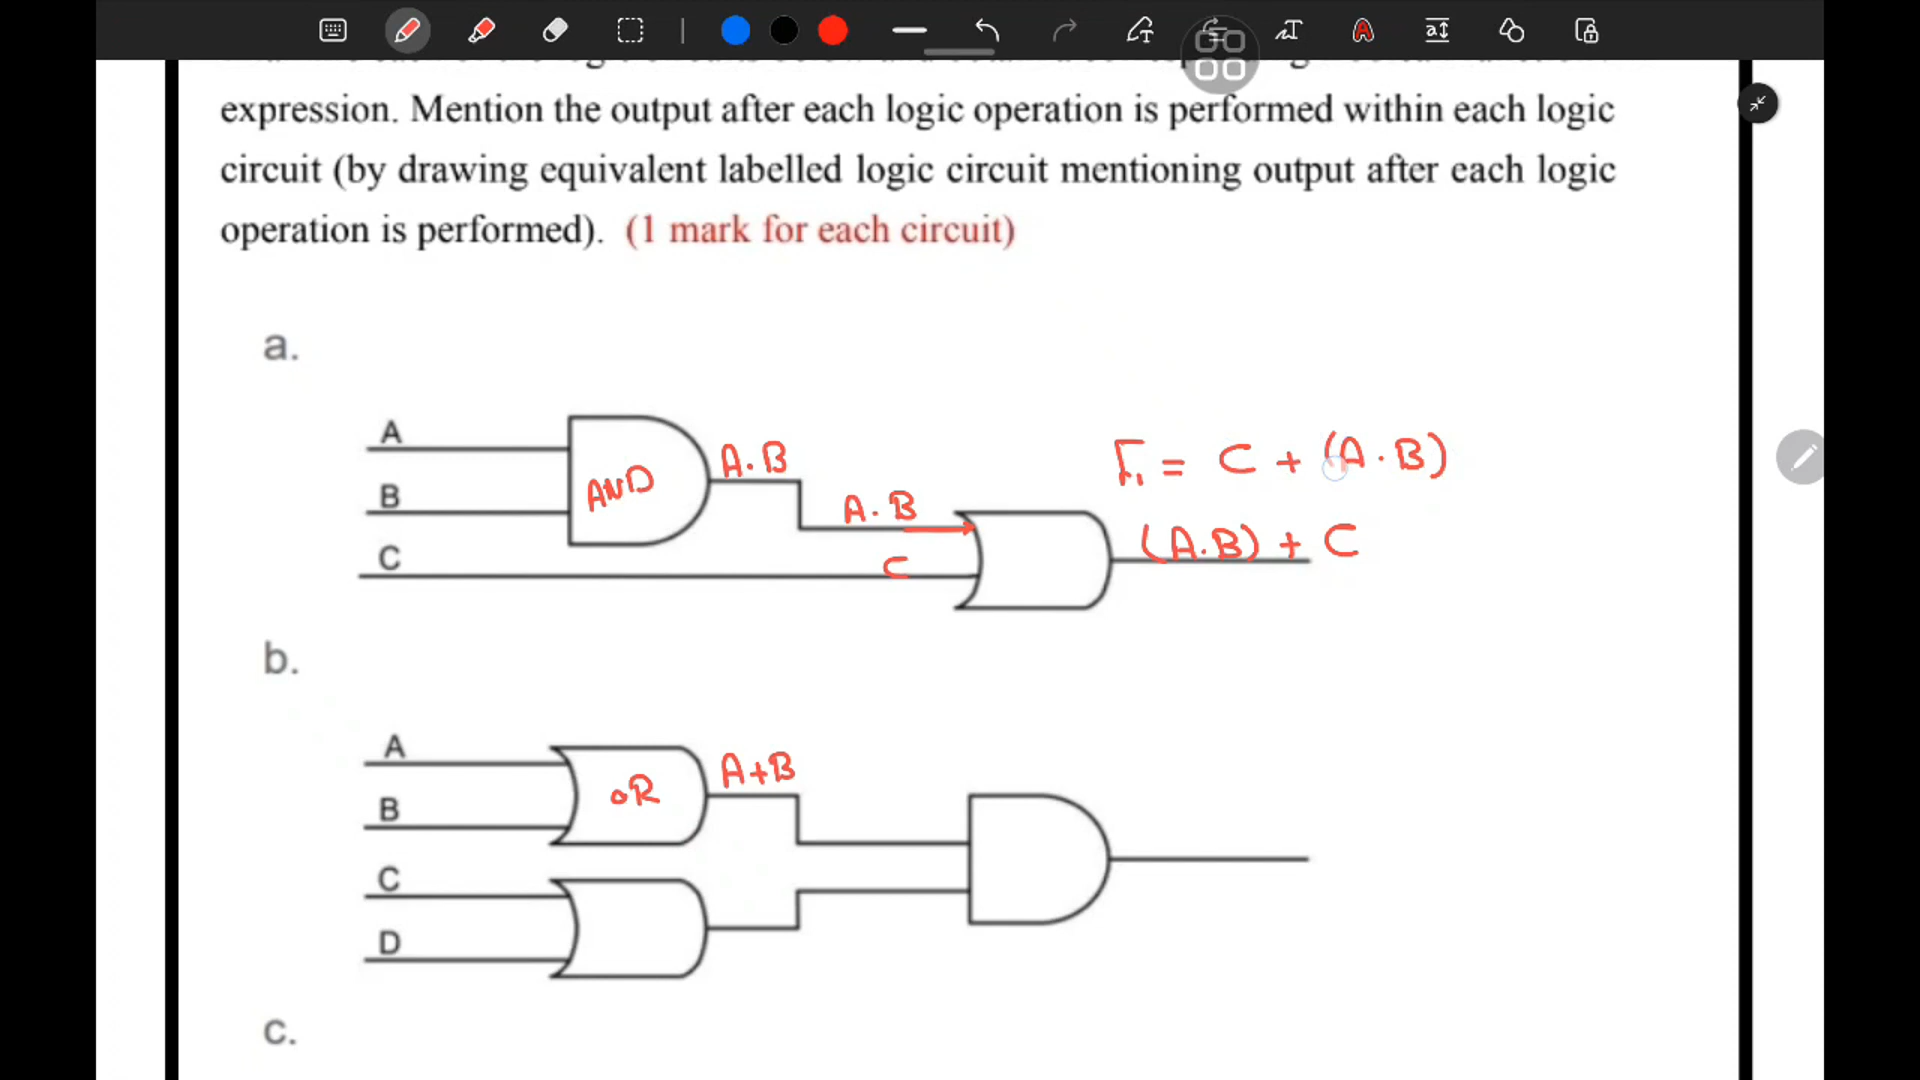 expression. Mention the output after each logic operation is performed within each logic
circuit (by drawing equivalent labelled logic circuit mentioning output after each logic
operation is performed). (1 mark for each circuit)
a.
A
B
C
AND
A.B
A.B
C
F₁ = C + (A.B)
(A.B) + C
b.
A
B
C
D
OR
A+B
c.